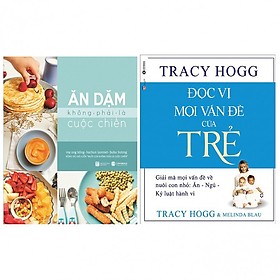 ĂN DẶM
không-phải-là
cuộc chiến
TRACY HOGG
ĐỌC VỊ
MỌI VẤN ĐỀ
CỦA
TRẺ
Giải mã mọi vấn đề về
nuôi con nhỏ: Ăn - Ngủ -
Kỷ luật hành vi
TRACY HOGG
& MELINDA BLAU